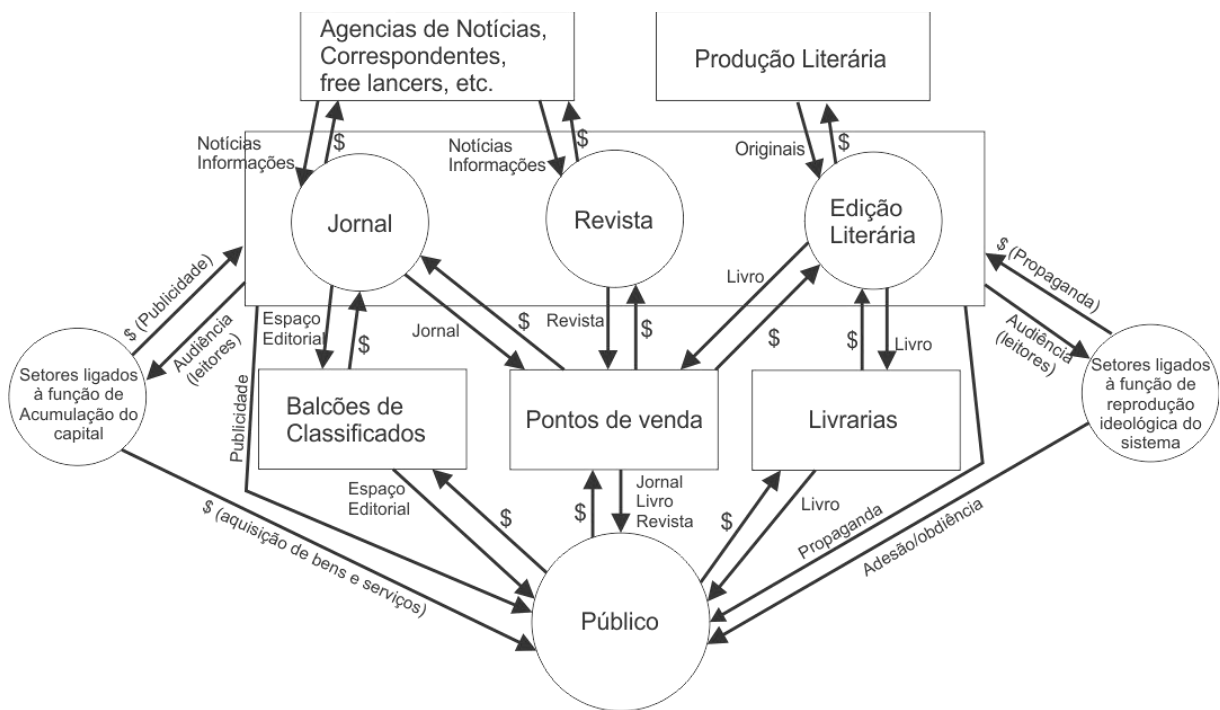 Agencias de Notícias,
Correspondentes,
free lancers, etc.
Produção Literária
Notícias
Informações
$
Notícias
Informações
$
Originais
$
Jornal
Revista
Edição
Literária
$ (Publicidade)
Audiência
(leitores)
Espaço
Editorial
$
Jornal
$
Revista
$
Livro
$
$
Livro
$ (Propaganda)
Audiência
(leitores)
Setores ligados
à função de
Acumulação do
capital
Publicidade
Balcões de
Classificados
Pontos de venda
Livrarias
Setores ligados
à função de
reprodução
ideológica do
sistema
Espaço
Editorial
$
$
Jornal
Livro
Revista
$
Livro
Propaganda
Adesão/obdiência
$ (aquisição de bens e serviços)
Público